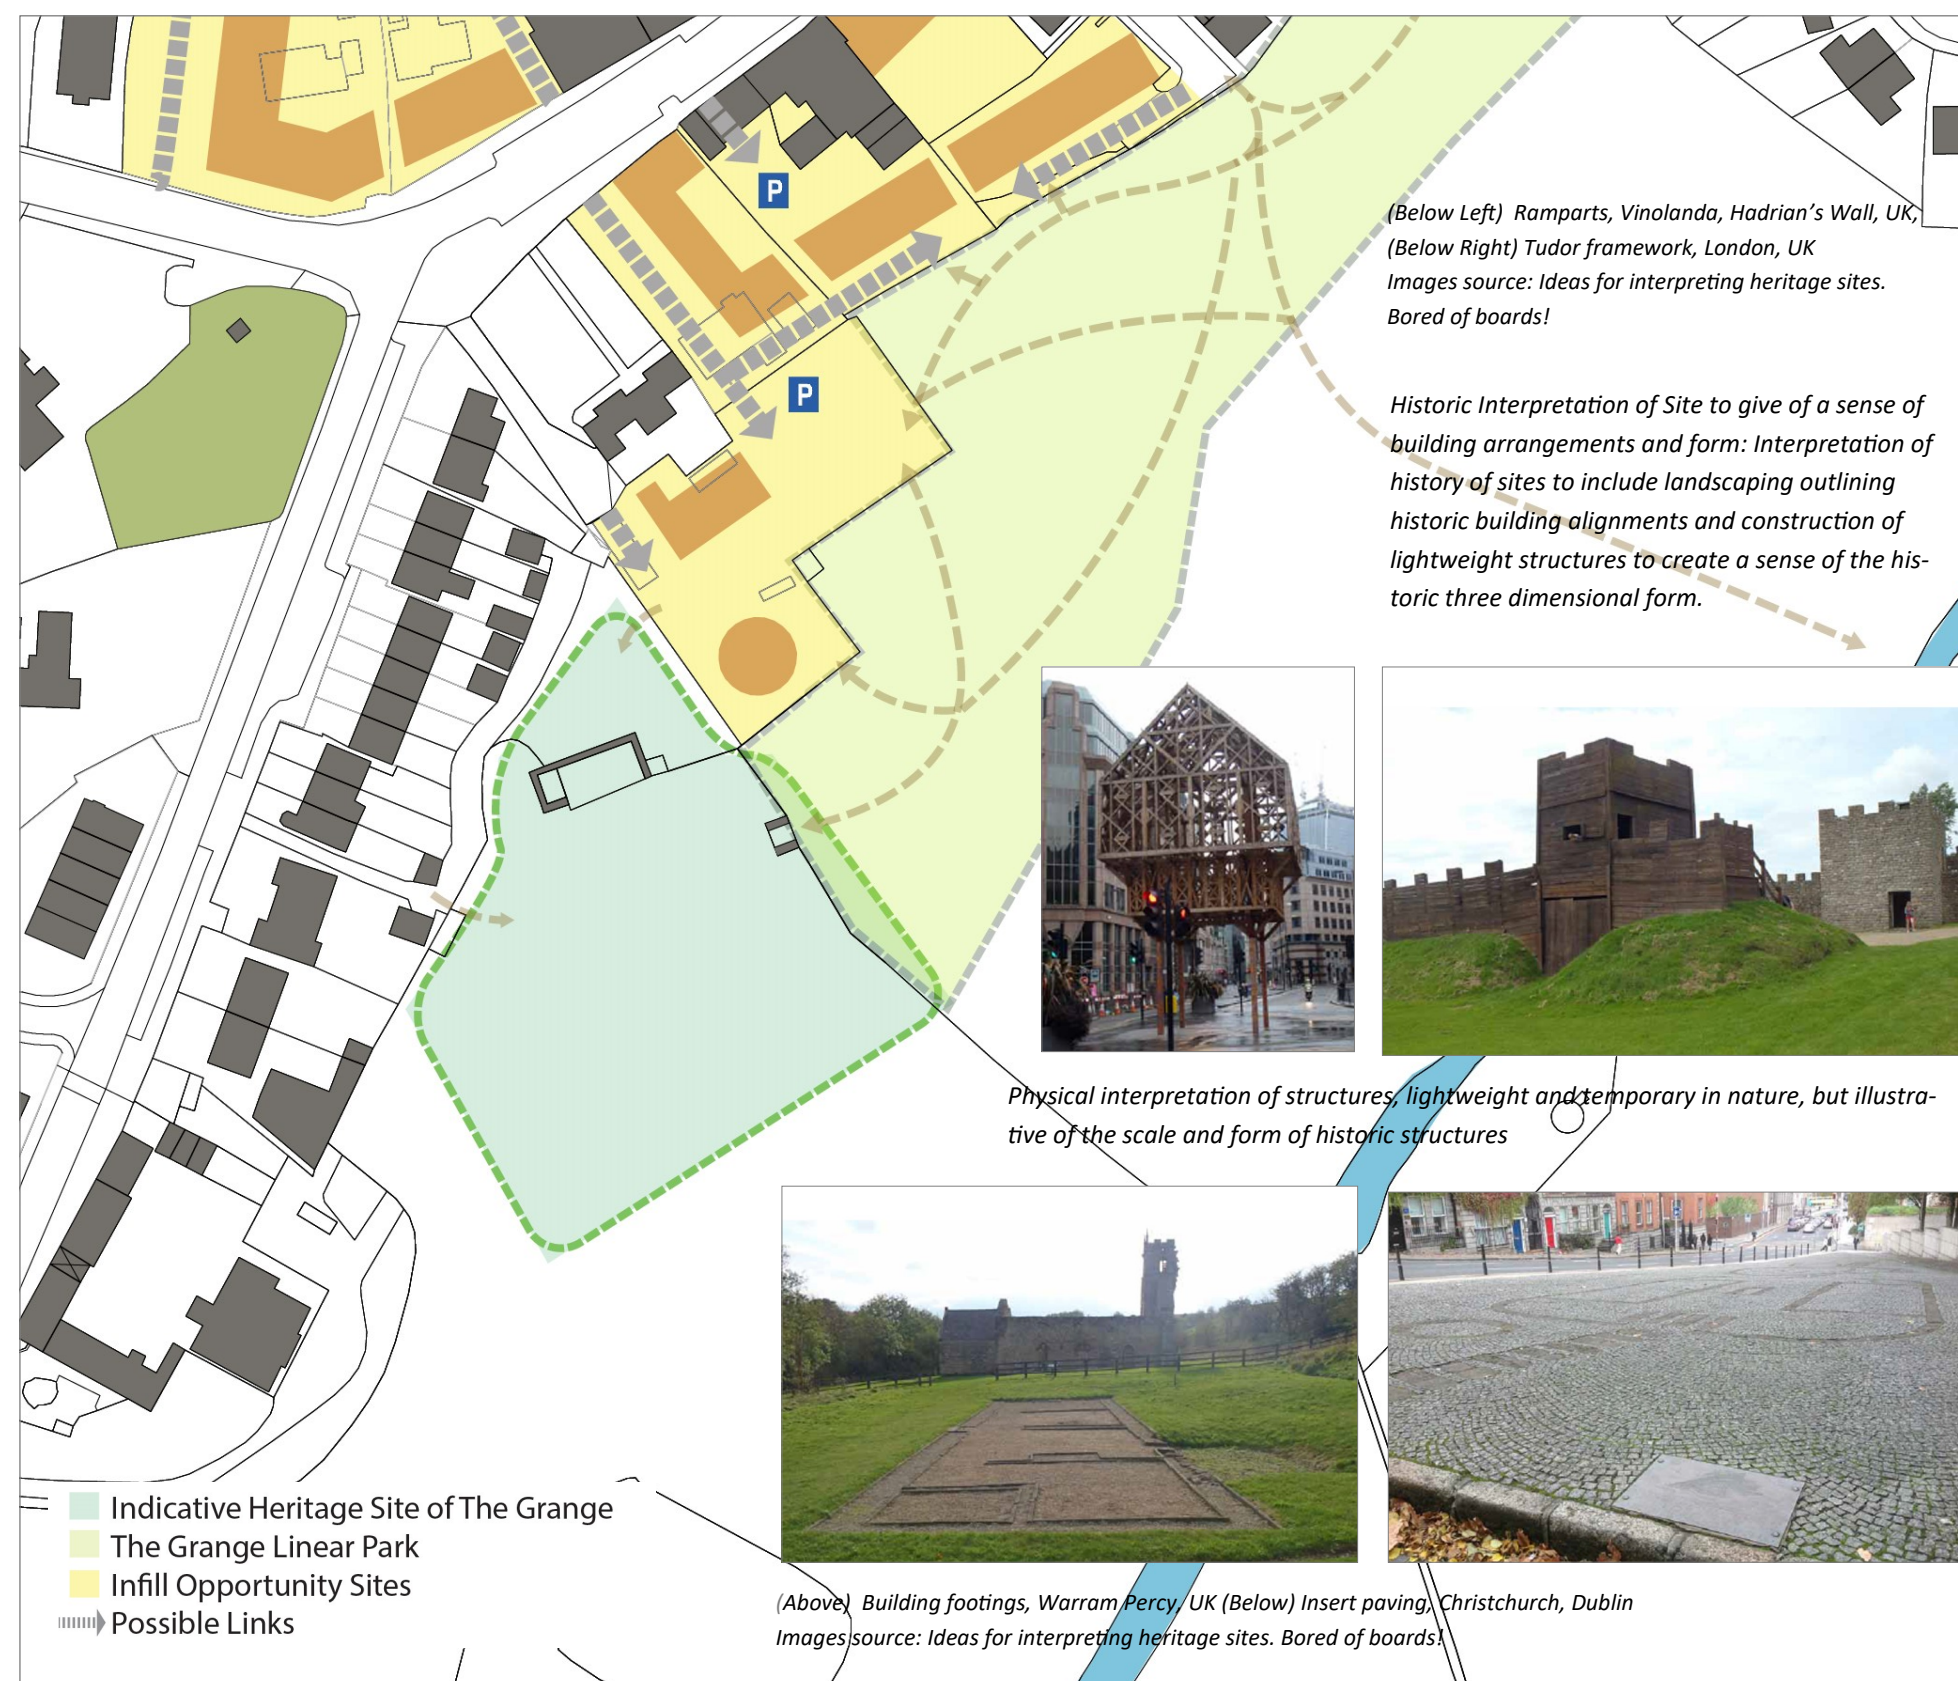 P
P
(Below Left)  Ramparts, Vinolanda, Hadrian's Wall, UK,
(Below Right) Tudor framework, London, UK
Images source: Ideas for interpreting heritage sites.
Bored of boards!
Historic Interpretation of Site to give of a sense of
building arrangements and form: Interpretation of
history of sites to include landscaping outlining
historic building alignments and construction of
lightweight structures to create a sense of the his-
toric three dimensional form.
Physical interpretation of structures, lightweight and temporary in nature, but illustra-
tive of the scale and form of historic structures
Indicative Heritage Site of The Grange
The Grange Linear Park
Infill Opportunity Sites
Possible Links
(Above)  Building footings, Warram Percy, UK (Below) Insert paving, Christchurch, Dublin
Images source: Ideas for interpreting heritage sites. Bored of boards!